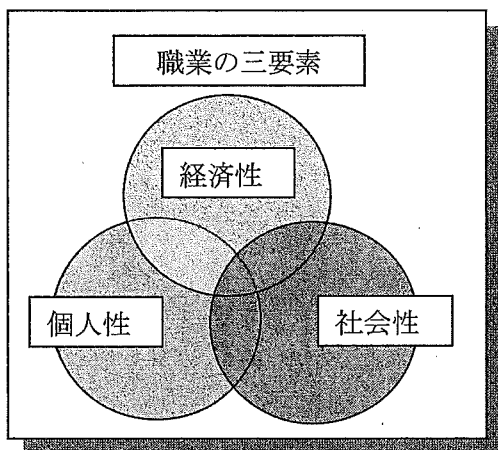 職業の三要素
経済性
個人性
社会性